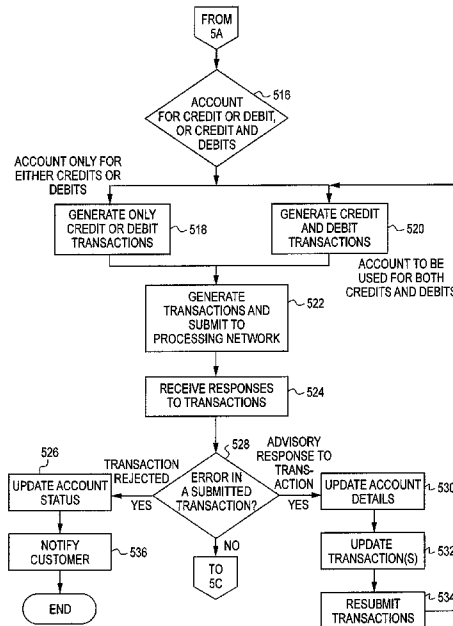 FROM
5A
516
ACCOUNT
FOR CREDIT OR DEBIT,
OR CREDIT AND
DEBITS
ACCOUNT ONLY FOR
EITHER CREDITS OR
DEBITS
GENERATE ONLY
CREDIT OR DEBIT
TRANSACTIONS
518
GENERATE CREDIT
AND DEBIT
TRANSACTIONS
520
ACCOUNT TO BE
USED FOR BOTH
CREDITS AND DEBITS
GENERATE
TRANSACTIONS AND
SUBMIT TO
PROCESSING NETWORK
522
RECEIVE RESPONSES
TO TRANSACTIONS
524
528
ERROR IN
A SUBMITTED
TRANSACTION?
TRANSACTION
REJECTED
YES
ADVISORY
RESPONSE TO
TRANS-
ACTION
YES
526
UPDATE ACCOUNT
STATUS
NOTIFY
CUSTOMER
536
END
NO
TO
5C
UPDATE ACCOUNT
DETAILS
530
UPDATE
TRANSACTION(S)
532
RESUBMIT
TRANSACTIONS
534